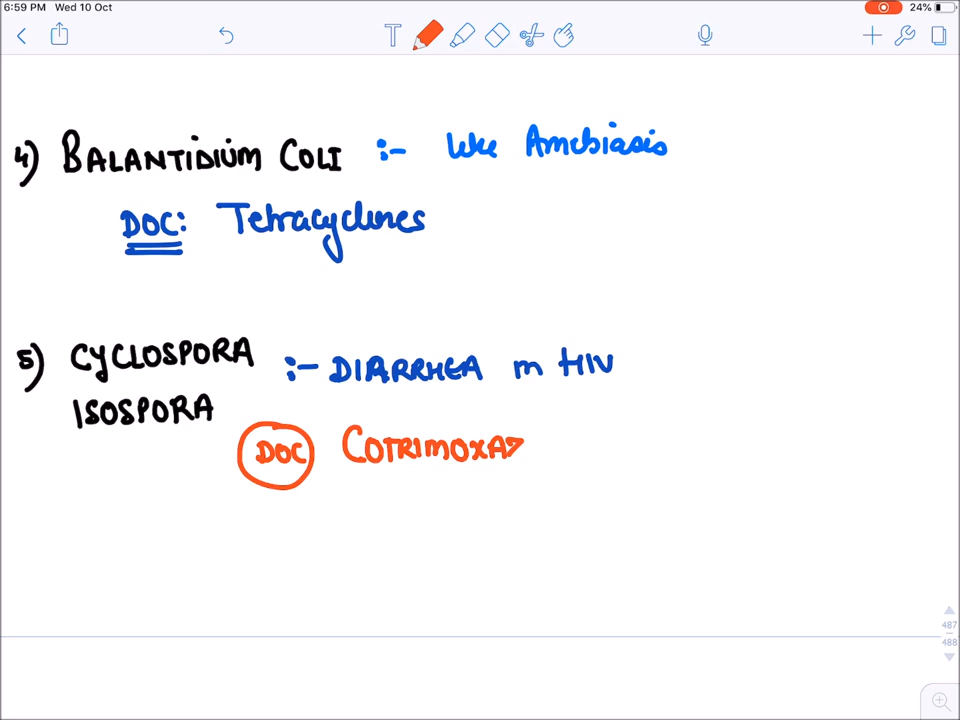 6:59 PM Wed 10 Oct 24%
T
4) BALANTIDIUM COLI :- like Amebiasis
DOC: Tetracyclines
5) CYCLOSPORA :- DIARRHEA in HIV
ISOSPORA
DOC COTRIMOXAZ
487
488